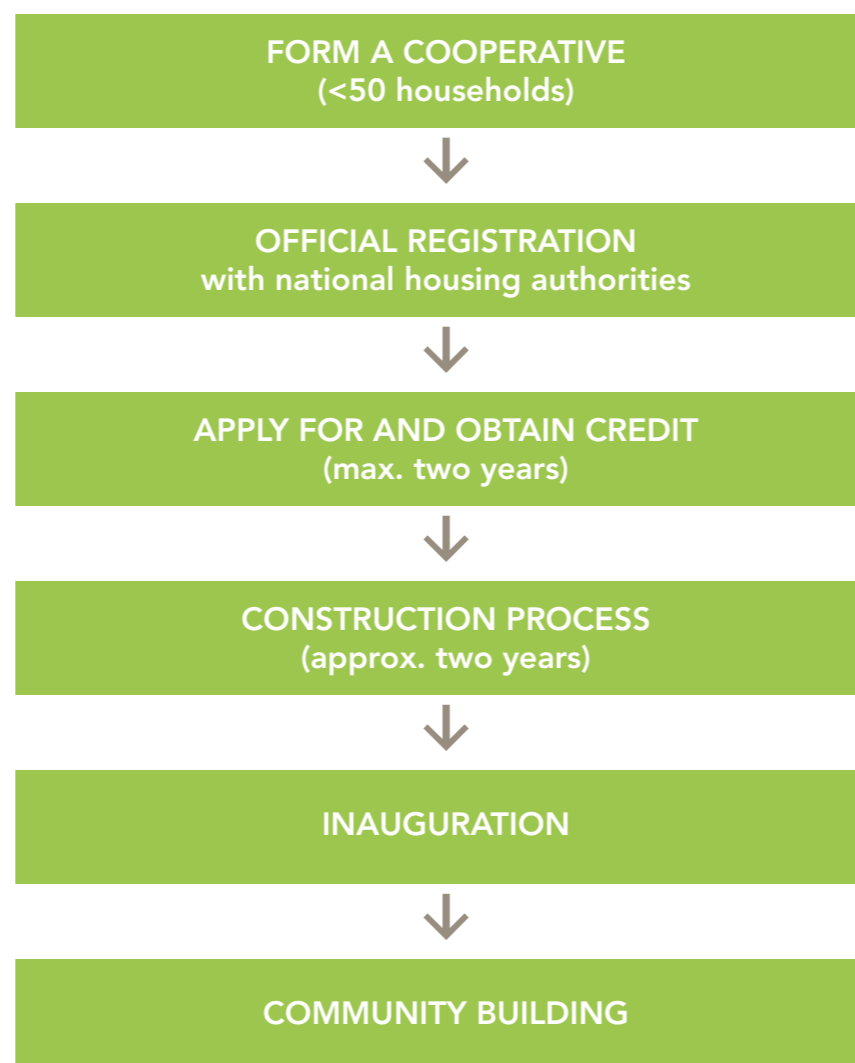 FORM A COOPERATIVE
(<50 households)
OFFICIAL REGISTRATION
with national housing authorities
APPLY FOR AND OBTAIN CREDIT
(max. two years)
CONSTRUCTION PROCESS
(approx. two years)
INAUGURATION
COMMUNITY BUILDING